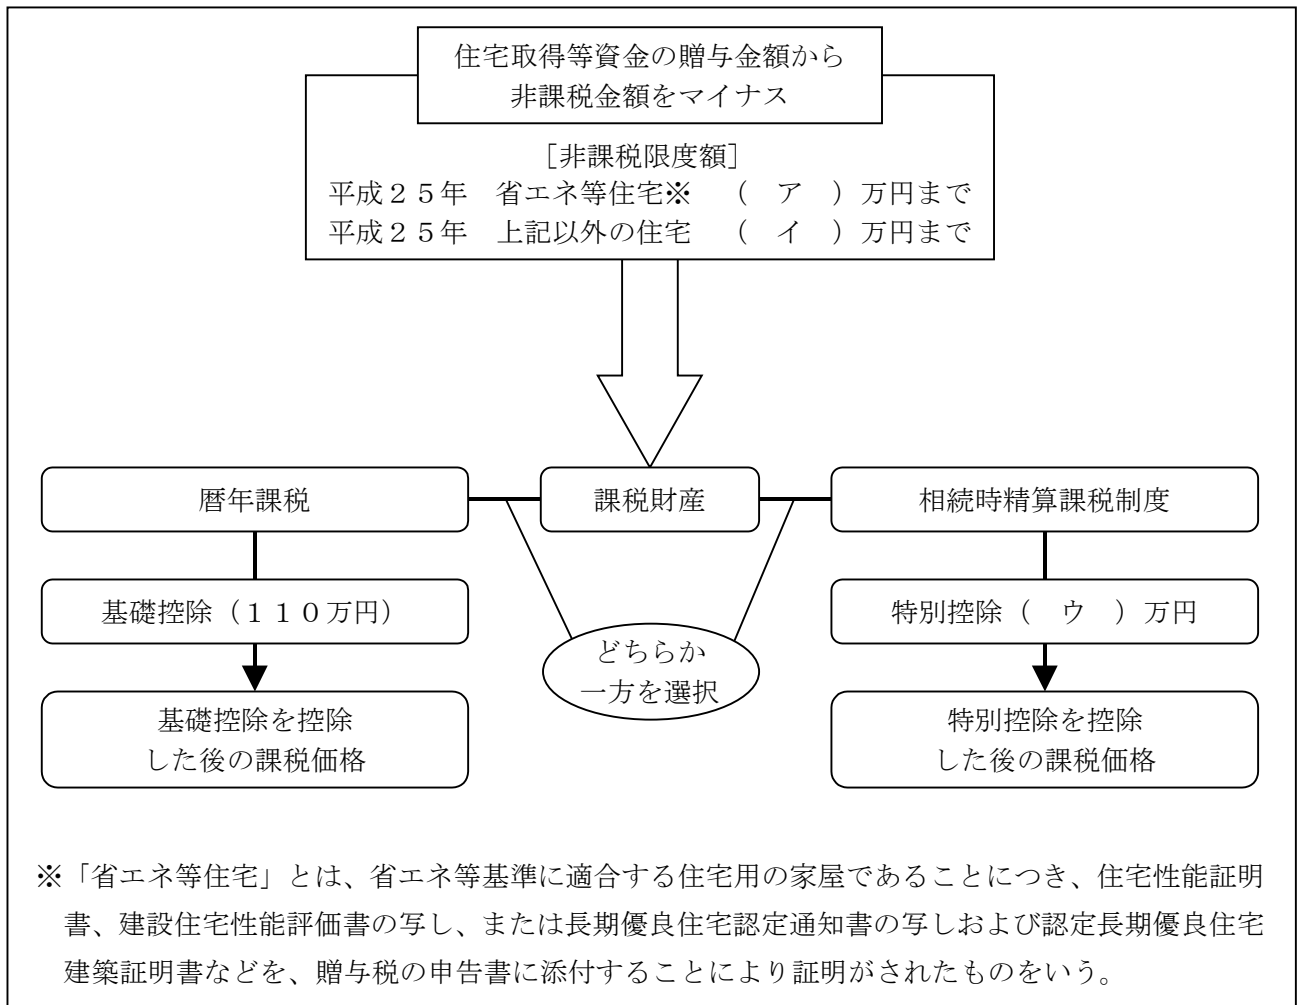 住宅取得等資金の贈与金額から
非課税金額をマイナス
［非課税限度額］
平成２５年　省エネ等住宅※　（　ア　）万円まで
平成２５年　上記以外の住宅　（　イ　）万円まで
暦年課税
課税財産
相続時精算課税制度
基礎控除（１１０万円）
特別控除（　ウ　）万円
どちらか
一方を選択
基礎控除を控除
した後の課税価格
特別控除を控除
した後の課税価格
※「省エネ等住宅」とは、省エネ等基準に適合する住宅用の家屋であることにつき、住宅性能証明
書、建設住宅性能評価書の写し、または長期優良住宅認定通知書の写しおよび認定長期優良住宅
建築証明書などを、贈与税の申告書に添付することにより証明がされたものをいう。